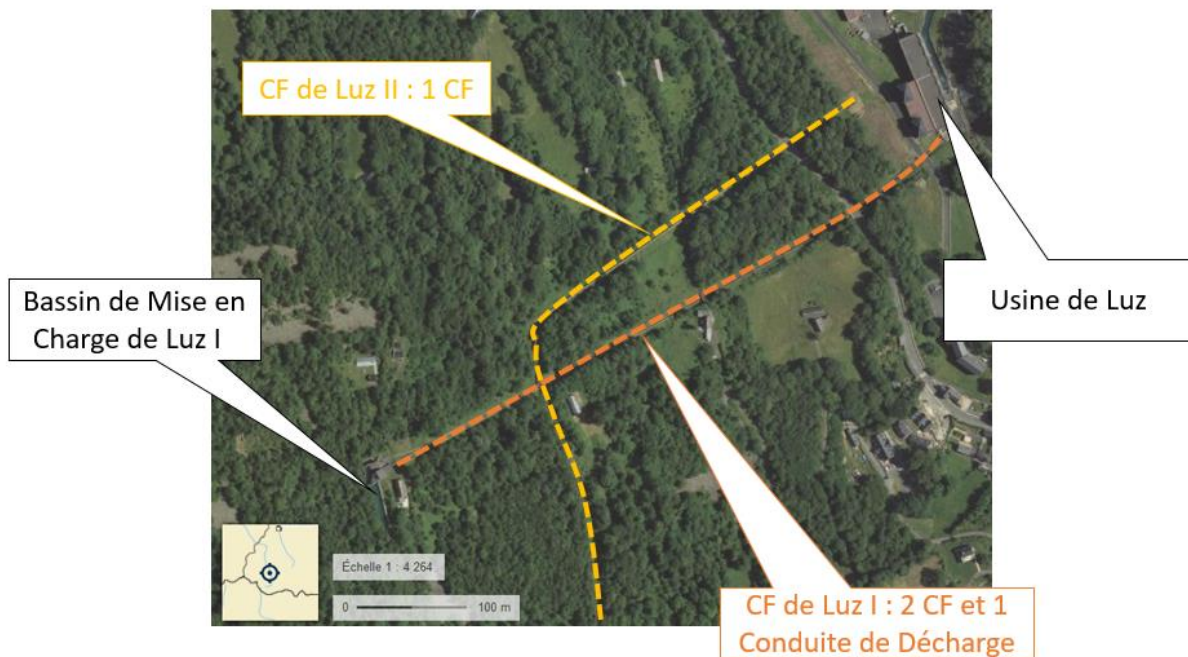 CF de Luz II : 1 CF
Bassin de Mise en
Charge de Luz I
Usine de Luz
Échelle 1 : 4 264
0 100 m
CF de Luz I : 2 CF et 1
Conduite de Décharge